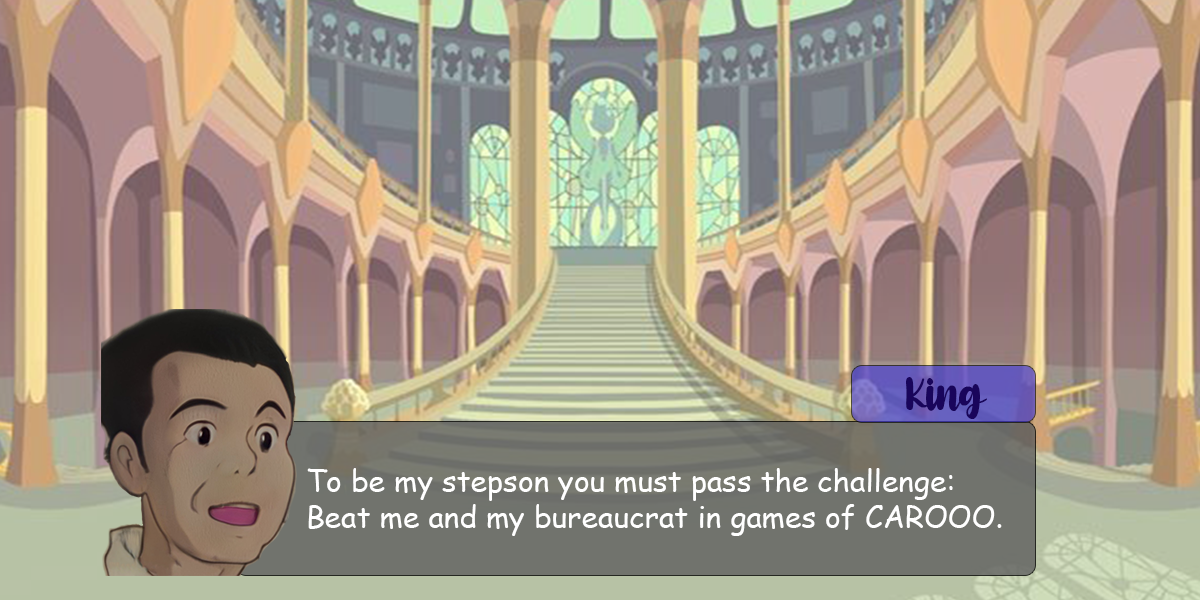 King
To be my stepson you must pass the challenge:
Beat me and my bureaucrat in games of CAROOO.